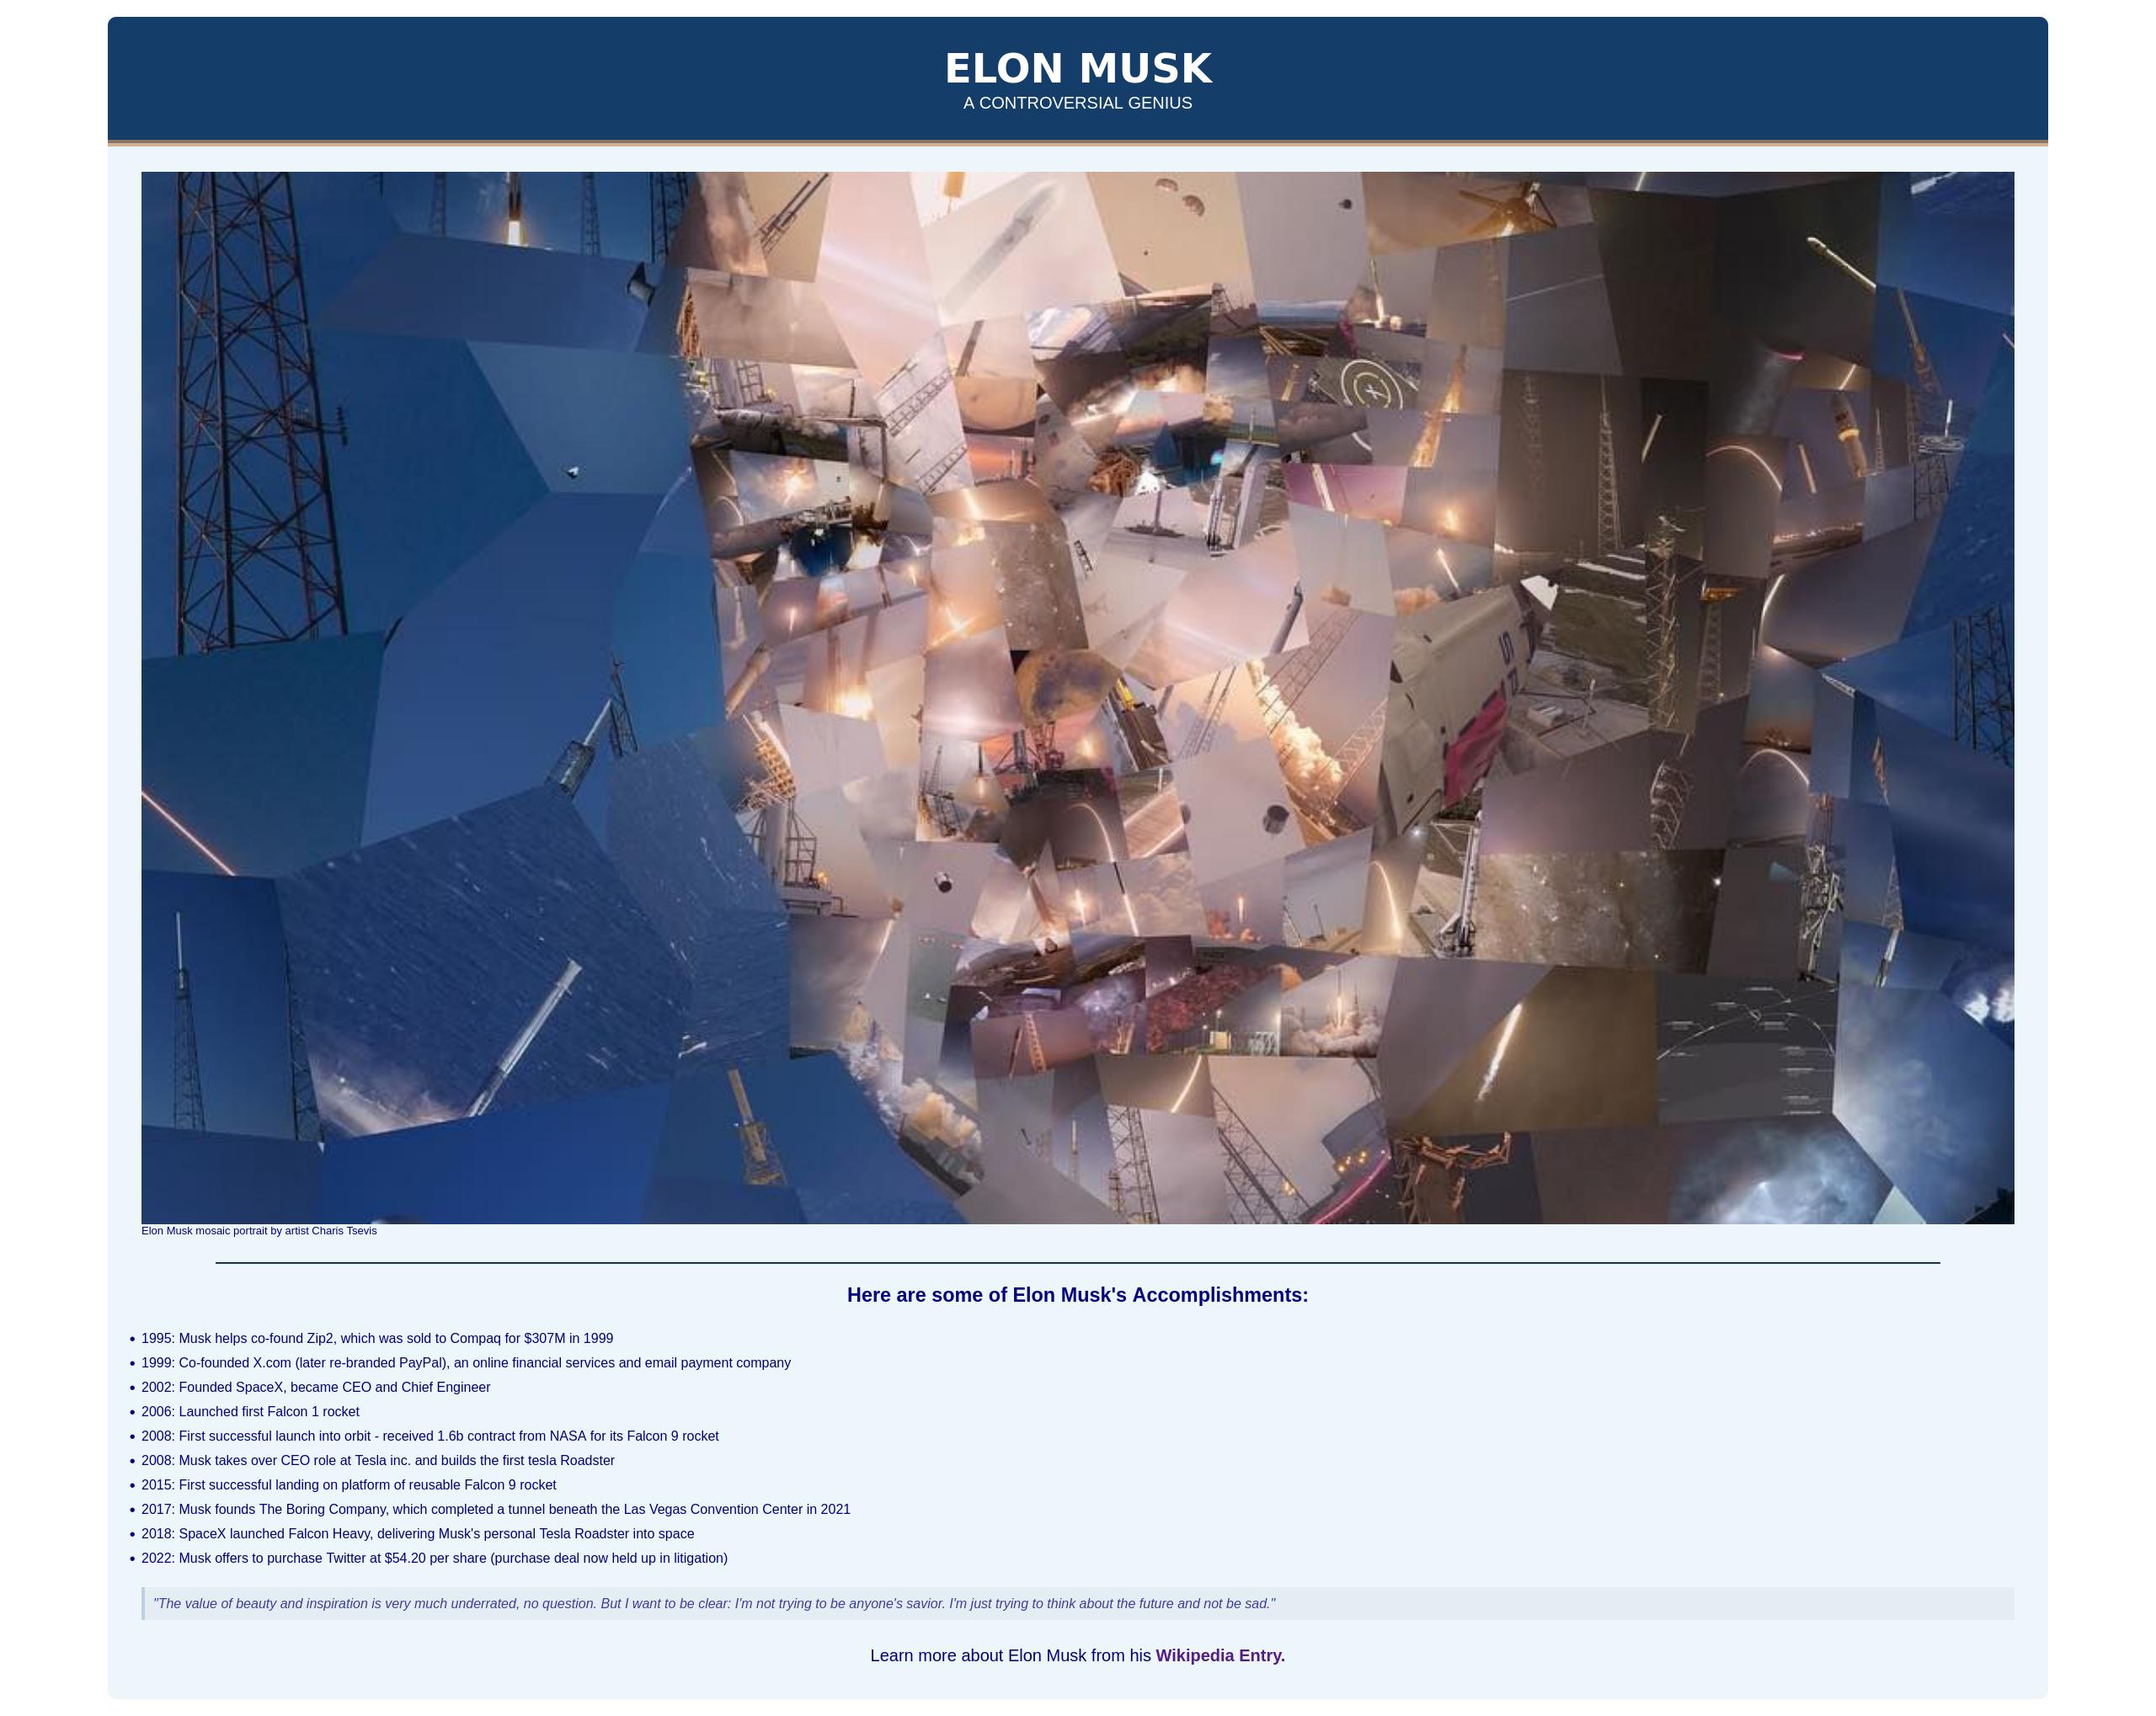 ELON MUSK
A CONTROVERSIAL GENIUS
Elon Musk mosaic portrait by artist Charis Tsevis
Here are some of Elon Musk's Accomplishments:
• 1995: Musk helps co-found Zip2, which was sold to Compaq for $307M in 1999
• 1999: Co-founded X.com (later re-branded PayPal), an online financial services and email payment company
• 2002: Founded SpaceX, became CEO and Chief Engineer
• 2006: Launched first Falcon 1 rocket
• 2008: First successful launch into orbit - received 1.6b contract from NASA for its Falcon 9 rocket
• 2008: Musk takes over CEO role at Tesla inc. and builds the first tesla Roadster
• 2015: First successful landing on platform of reusable Falcon 9 rocket
• 2017: Musk founds The Boring Company, which completed a tunnel beneath the Las Vegas Convention Center in 2021
• 2018: SpaceX launched Falcon Heavy, delivering Musk's personal Tesla Roadster into space
• 2022: Musk offers to purchase Twitter at $54.20 per share (purchase deal now held up in litigation)
"The value of beauty and inspiration is very much underrated, no question. But I want to be clear: I'm not trying to be anyone's savior. I'm just trying to think about the future and not be sad."
Learn more about Elon Musk from his Wikipedia Entry.